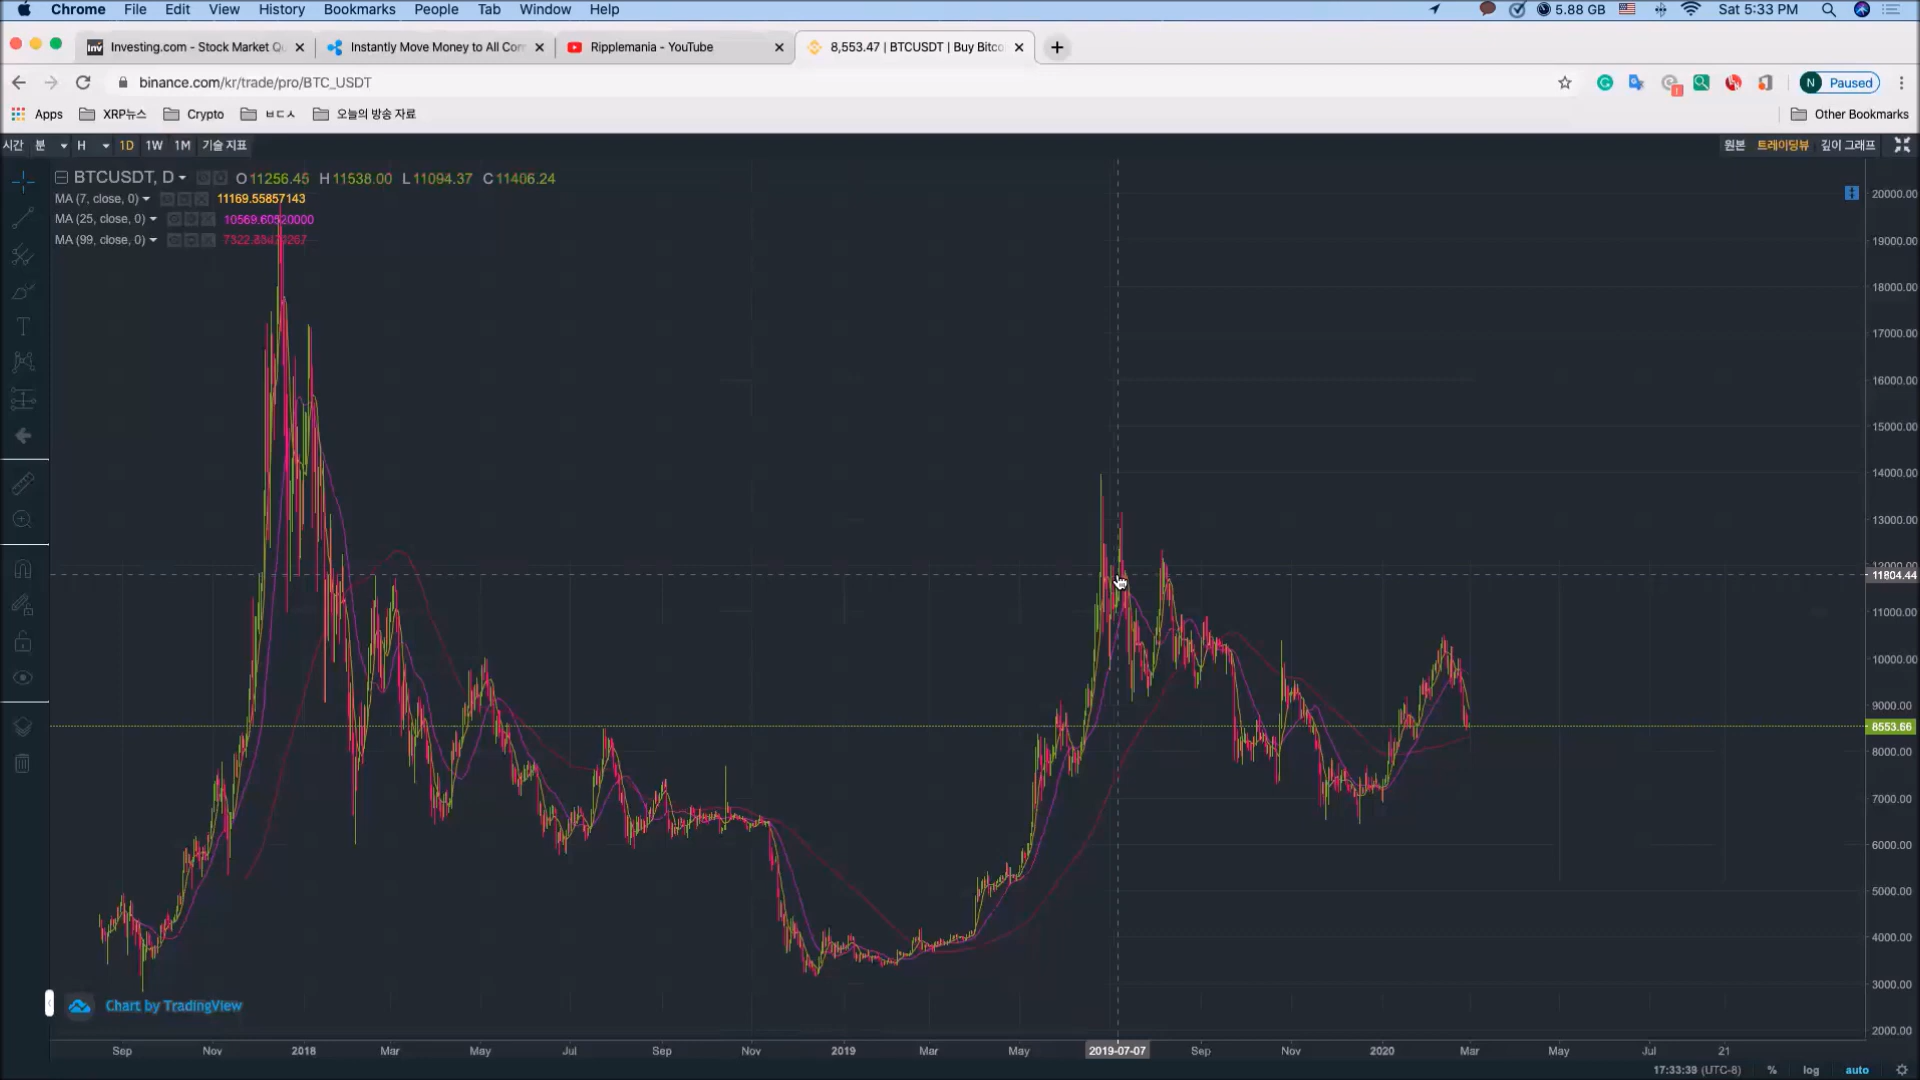 Chrome File Edit View History Bookmarks People Tab Window Help 5.88 GB Sat 5:33 PM
Investing.com - Stock Market Qu Instantly Move Money to All Corn Ripplemania - YouTube 8,553.47 | BTCUSDT | Buy Bitco
binance.com/kr/trade/pro/BTC_USDT N Paused
Apps XRP뉴스 Crypto ㅂㄷㅅ 오늘의 방송 자료 Other Bookmarks
시간 분 H 1D 1W 1M 기술 지표 원본 트레이딩뷰 깊이 그래프
BTCUSDT, D O11256.45 H11538.00 L11094.37 C11406.24
MA (7, close, 0) 11169.55857143
MA (25, close, 0) 10569.60520000
MA (99, close, 0)
20000.00
19000.00
18000.00
17000.00
16000.00
15000.00
14000.00
13000.00
12000.00
11804.44
11000.00
10000.00
9000.00
8553.66
8000.00
7000.00
6000.00
5000.00
4000.00
3000.00
2000.00
Chart by TradingView
Sep Nov 2018 Mar May Jul Sep Nov 2019 Mar May 2019-07-07 Sep Nov 2020 Mar May Jul 21
17:33:39 (UTC-8) % log auto